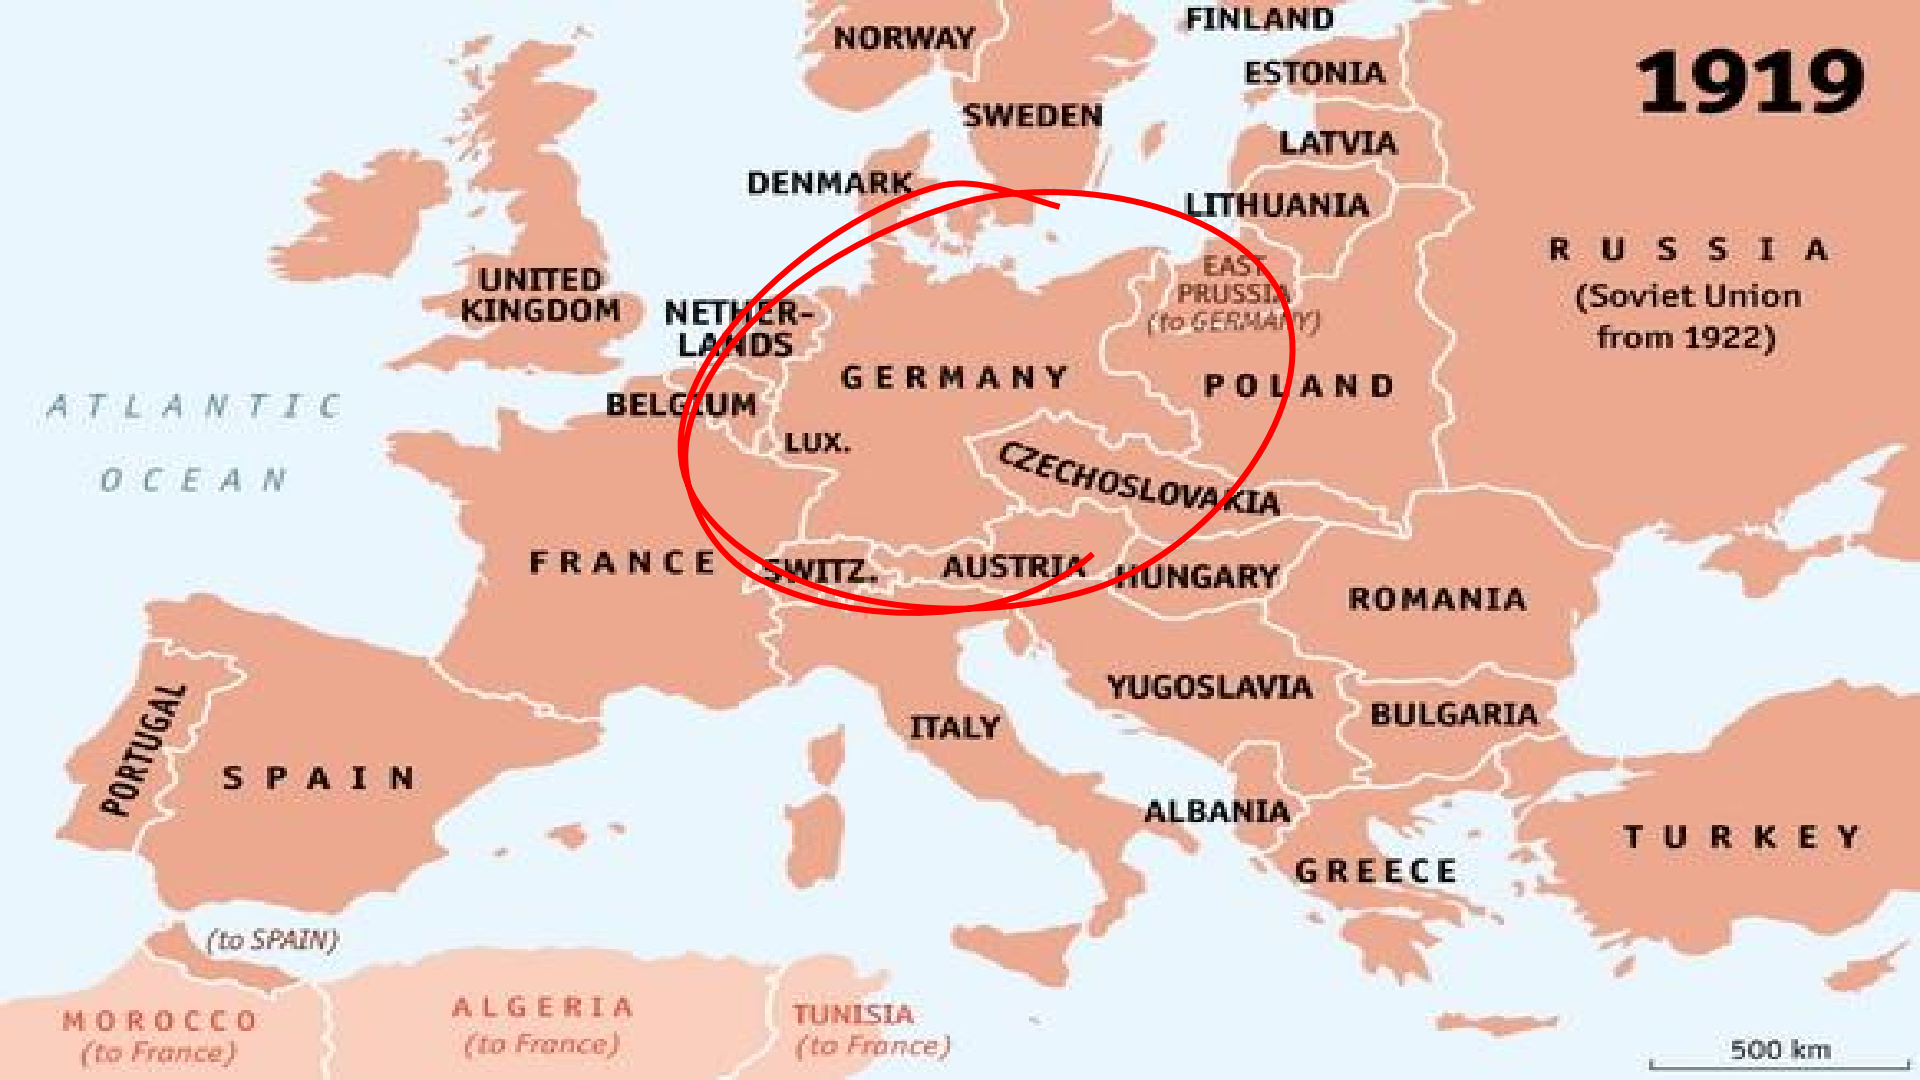 NORWAY
FINLAND
1919
ESTONIA
SWEDEN
LATVIA
DENMARK
LITHUANIA
RUSSIA
(Soviet Union
from 1922)
UNITED
KINGDOM
NETHER-
LANDS
EAST
PRUSSIA
(to GERMANY)
GERMANY
POLAND
ATLANTIC
OCEAN
BELGIUM
LUX.
CZECHOSLOVAKIA
FRANCE
SWITZ.
AUSTRIA
HUNGARY
ROMANIA
PORTUGAL
SPAIN
ITALY
YUGOSLAVIA
BULGARIA
ALBANIA
GREECE
TURKEY
(to SPAIN)
MOROCCO
(to France)
ALGERIA
(to France)
TUNISIA
(to France)
500 km